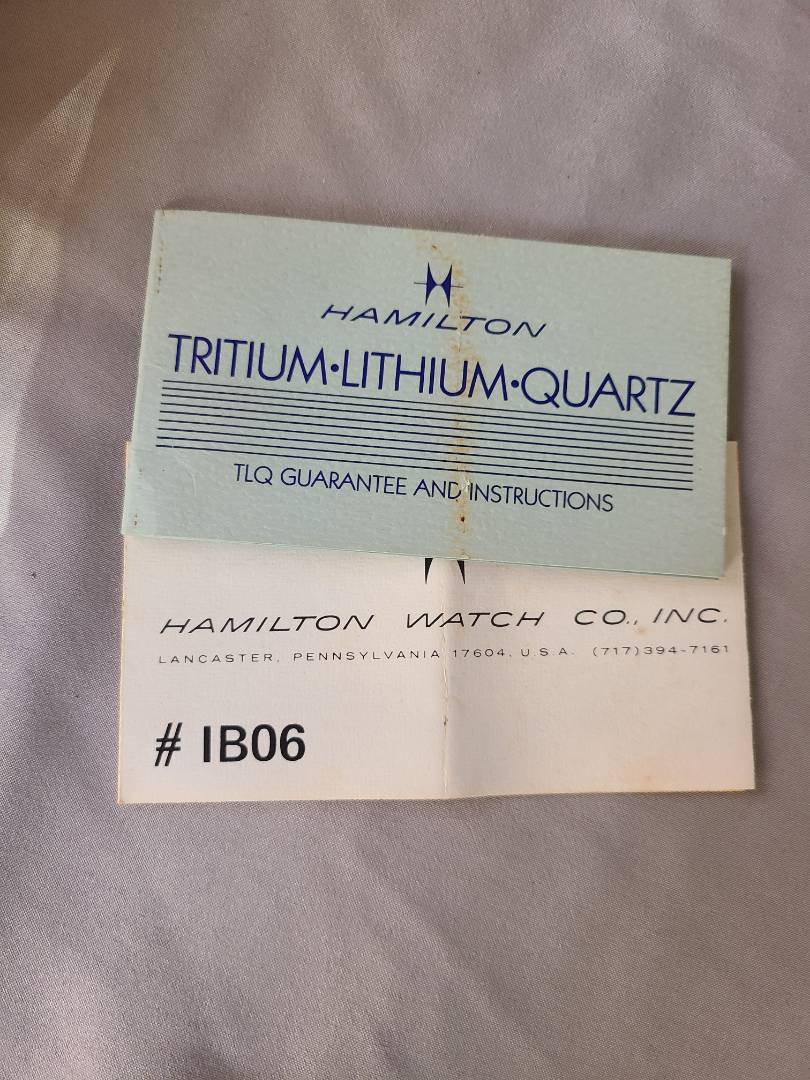 HAMILTON
TRITIUM•LITHIUM•QUARTZ
TLQ GUARANTEE AND INSTRUCTIONS
HAMILTON WATCH CO., INC.
LANCASTER, PENNSYLVANIA 17604, U.S.A. (717)394-7161
# IB06